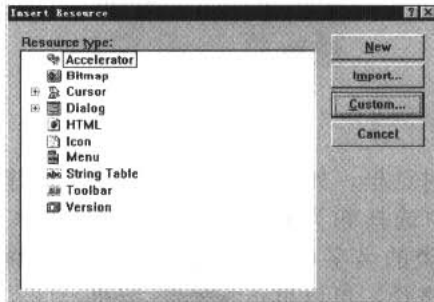 Insert Resource
Resource type:
Accelerator
Bitmap
Cursor
Dialog
HTML
Icon
Menu
String Table
Toolbar
Version
New
Import...
Custom...
Cancel